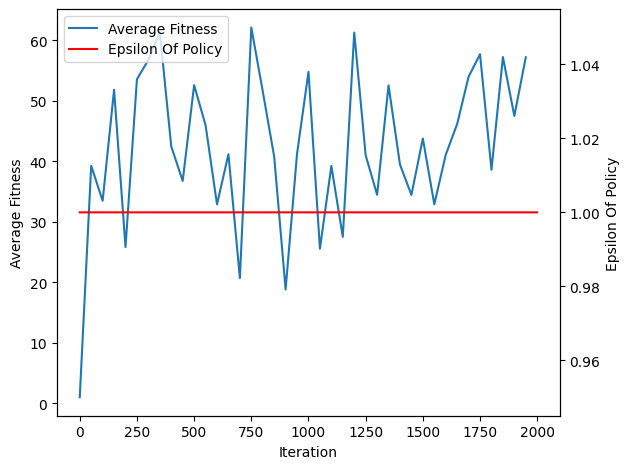 Average Fitness
Epsilon Of Policy
60
50
40
30
20
10
0
Average Fitness
1.04
1.02
1.00
0.98
0.96
Epsilon Of Policy
0 250 500 750 1000 1250 1500 1750 2000
Iteration